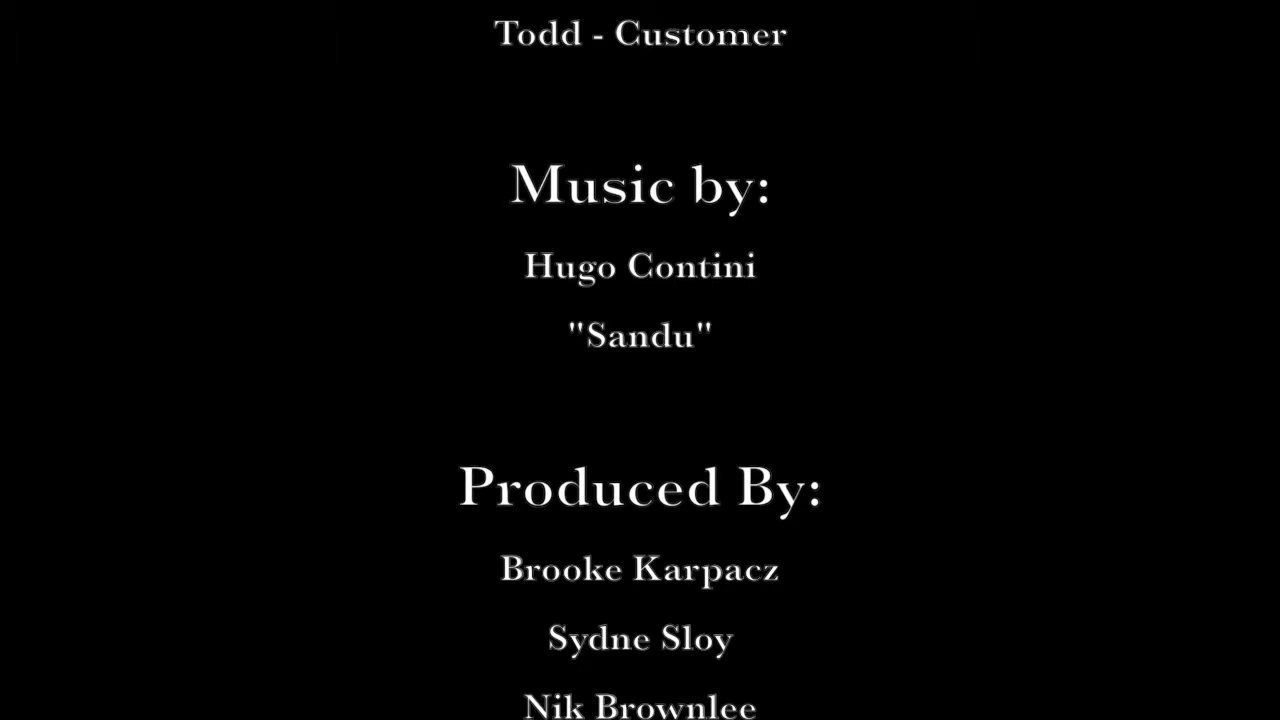 Todd - Customer
Music by:
Hugo Contini
"Sandu"
Produced By:
Brooke Karpacz
Sydne Sloy
Nik Brownlee